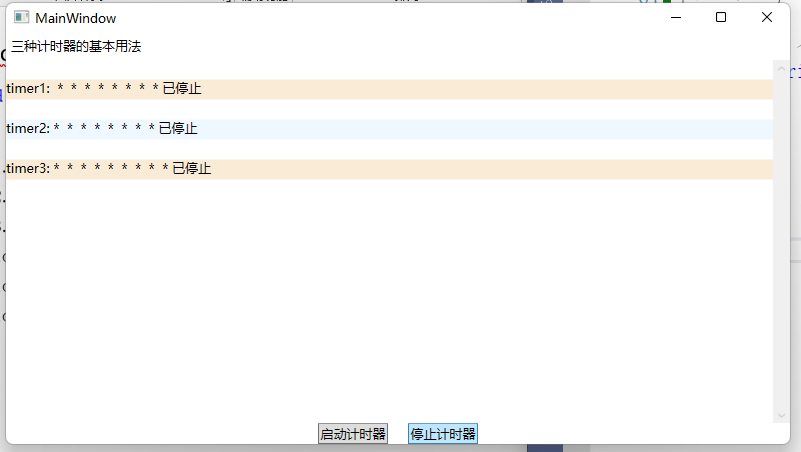 MainWindow
三种计时器的基本用法
timer1: * * * * * * * * 已停止
timer2: * * * * * * * * 已停止
timer3: * * * * * * * * * 已停止
启动计时器 停止计时器